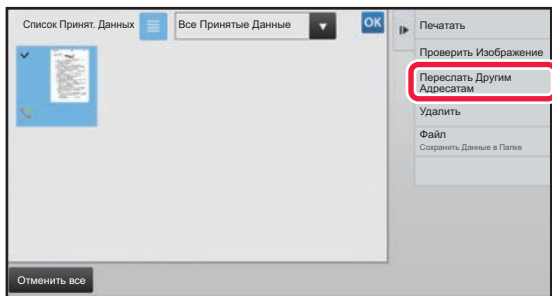 Список Принят. Данных
Все Принятые Данные
OK
Печатать
Проверить Изображение
Переслать Другим
Адресатам
Удалить
Файл
Сохранить Данные в Папке
Отменить все